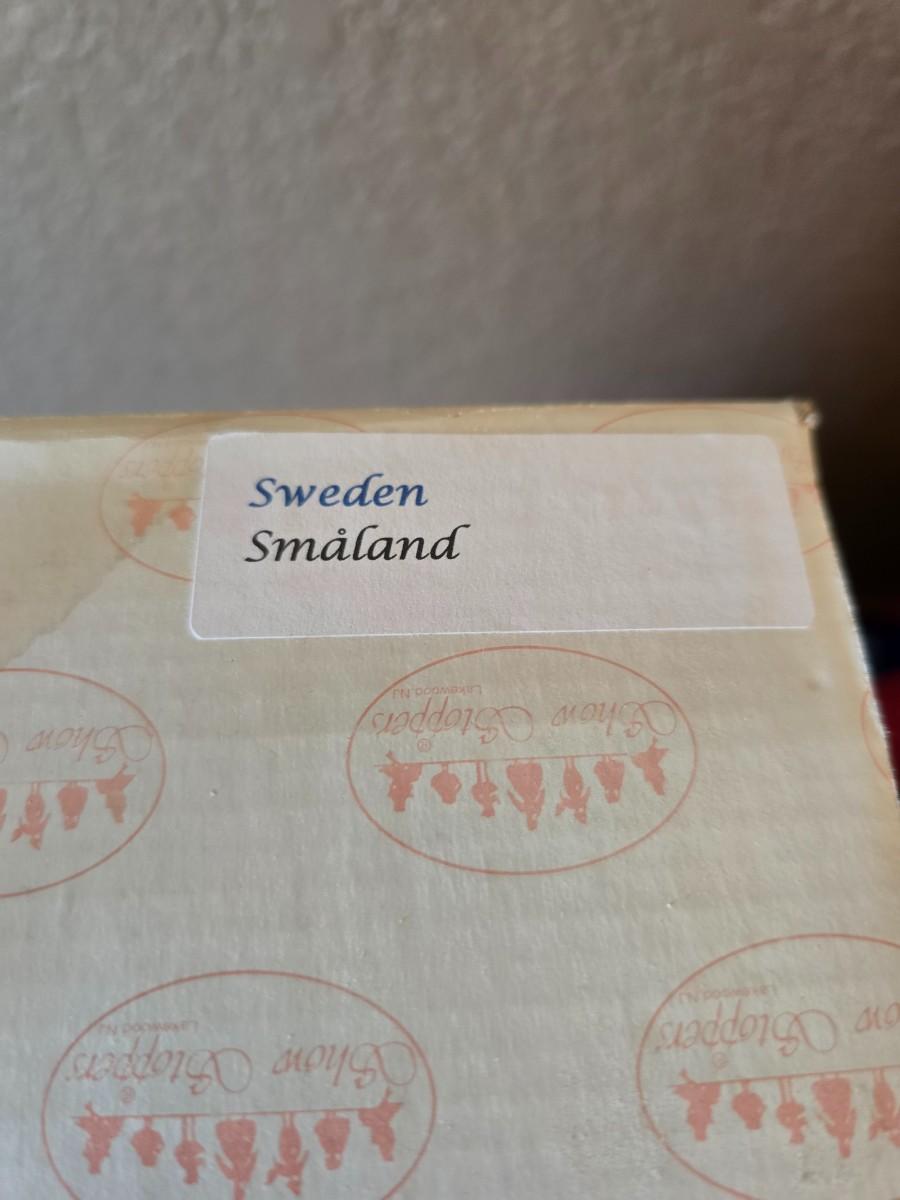 Sweden
Småland
Show Stoppers®
Lakewood, NJ
Show
Show Stoppers®
Lakewood, NJ
Stoppers®
Lakewood, NJ